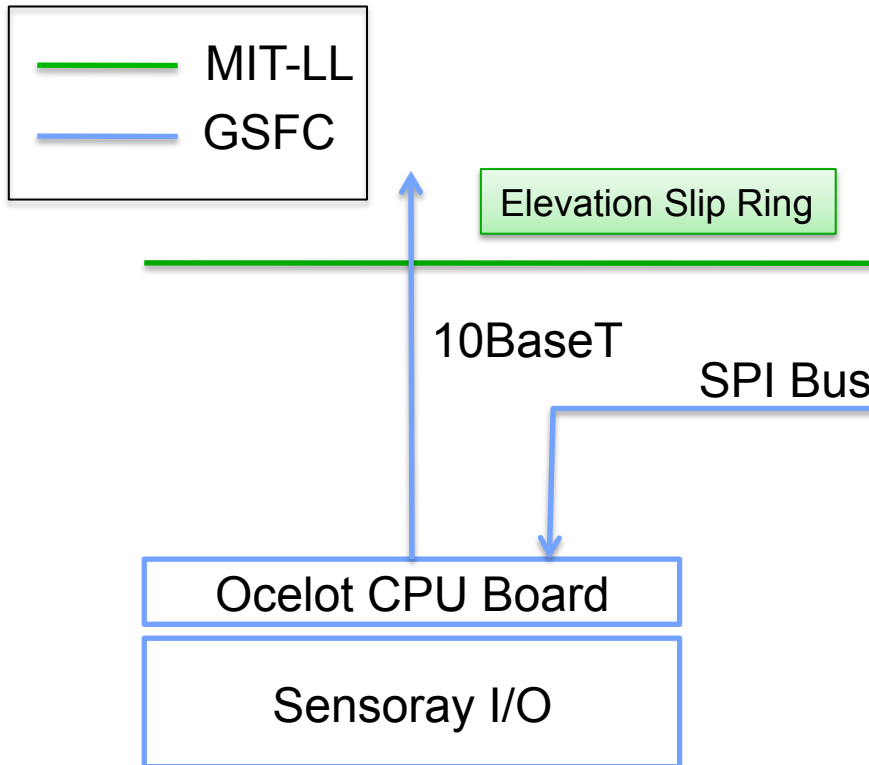 MIT-LL
GSFC
Elevation Slip Ring
10BaseT
SPI Bus
Ocelot CPU Board
Sensoray I/O